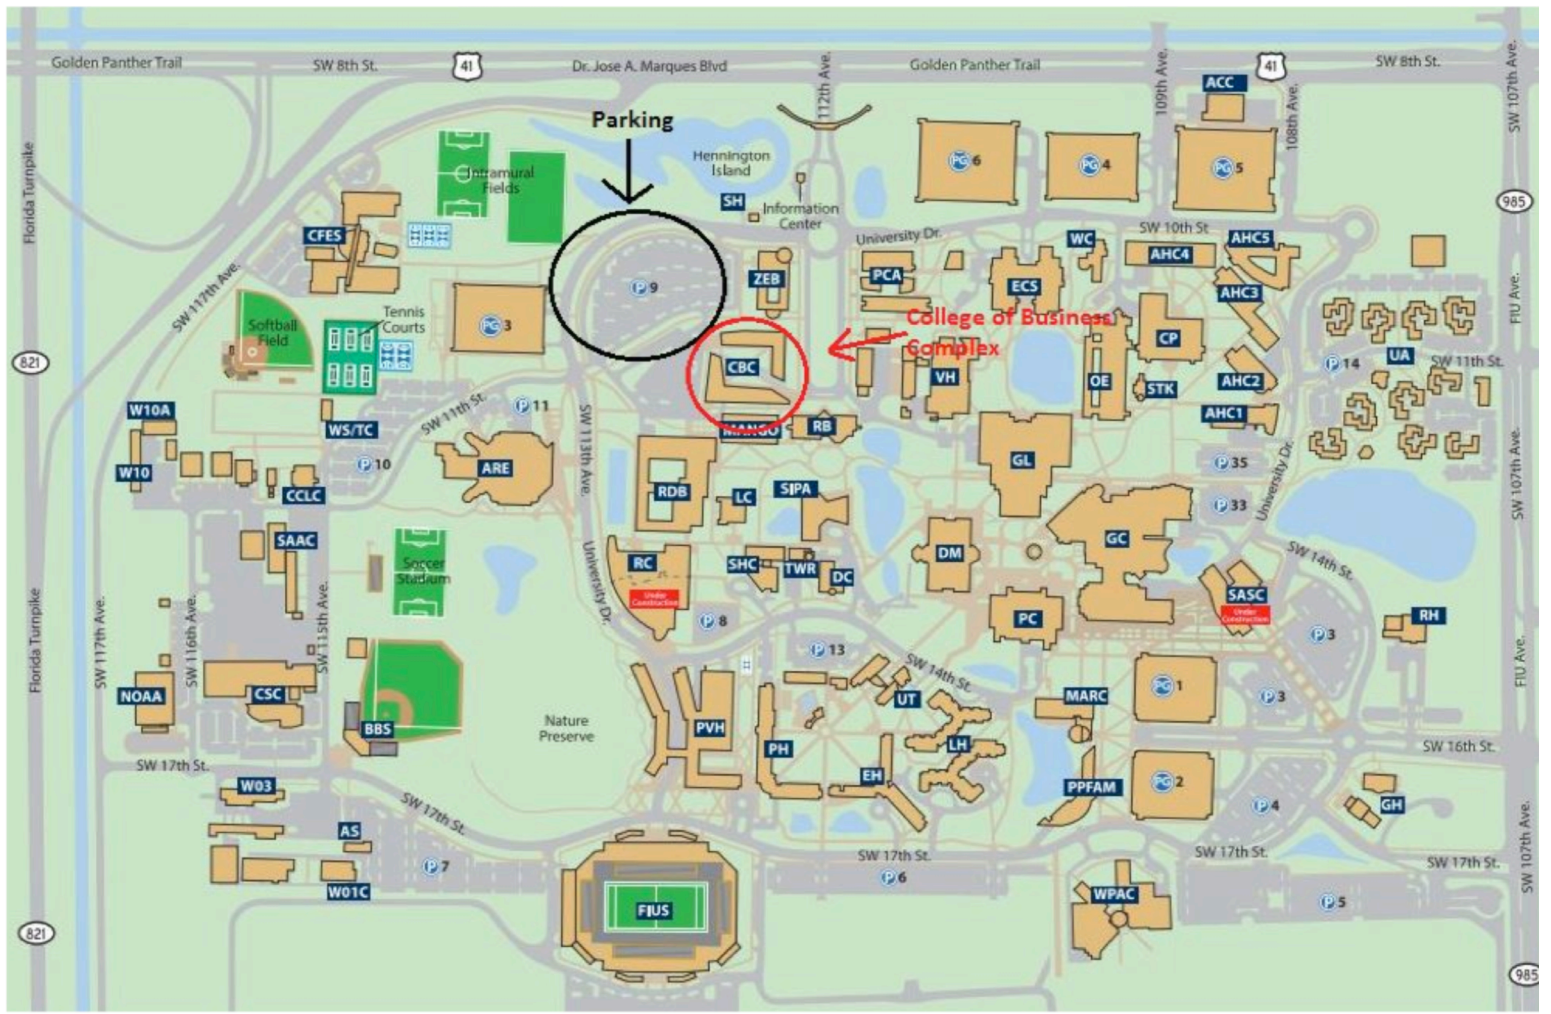 Golden Panther Trail
SW 8th St.
41
Dr. Jose A. Marques Blvd
112th Ave.
Golden Panther Trail
109th Ave.
41
SW 8th St.
SW 107th Ave.
ACC
108th Ave.
Parking
Florida Turnpike
Intramural
Fields
Hennington
Island
SH
Information
Center
PG 6
PG 4
PG 5
985
CFES
University Dr.
WC
SW 10th St
AHC4
AHC5
SW 117th Ave.
P 9
ZEB
PCA
ECS
AHC3
FIU Ave.
Softball
Field
Tennis
Courts
PG 3
College of Business
Complex
CP
821
CBC
VH
OE
STK
AHC2
P 14
UA
SW 11th St.
W10A
WS/TC
SW 11th St.
P 11
SW 113th Ave.
MANGO
RB
AHC1
W10
P 10
ARE
GL
P 35
University Dr.
SW 107th Ave.
CCLC
RDB
LC
SIPA
P 33
SAAC
Soccer
Stadium
University Dr.
RC
Under
Construction
SHC
TWR
DC
DM
GC
SW 14th St.
SASC
Under
Construction
Florida Turnpike
SW 117th Ave.
SW 116th Ave.
SW 115th Ave.
P 8
PC
P 3
RH
P 13
SW 14th St.
FIU Ave.
NOAA
CSC
BBS
Nature
Preserve
PVH
PH
UT
LH
EH
MARC
PG 1
P 3
SW 17th St.
SW 16th St.
W03
PPFAM
PG 2
P 4
GH
SW 17th St.
AS
P 7
W01C
SW 17th St.
P 6
SW 17th St.
SW 17th St.
SW 107th Ave.
FIUS
WPAC
P 5
821
985